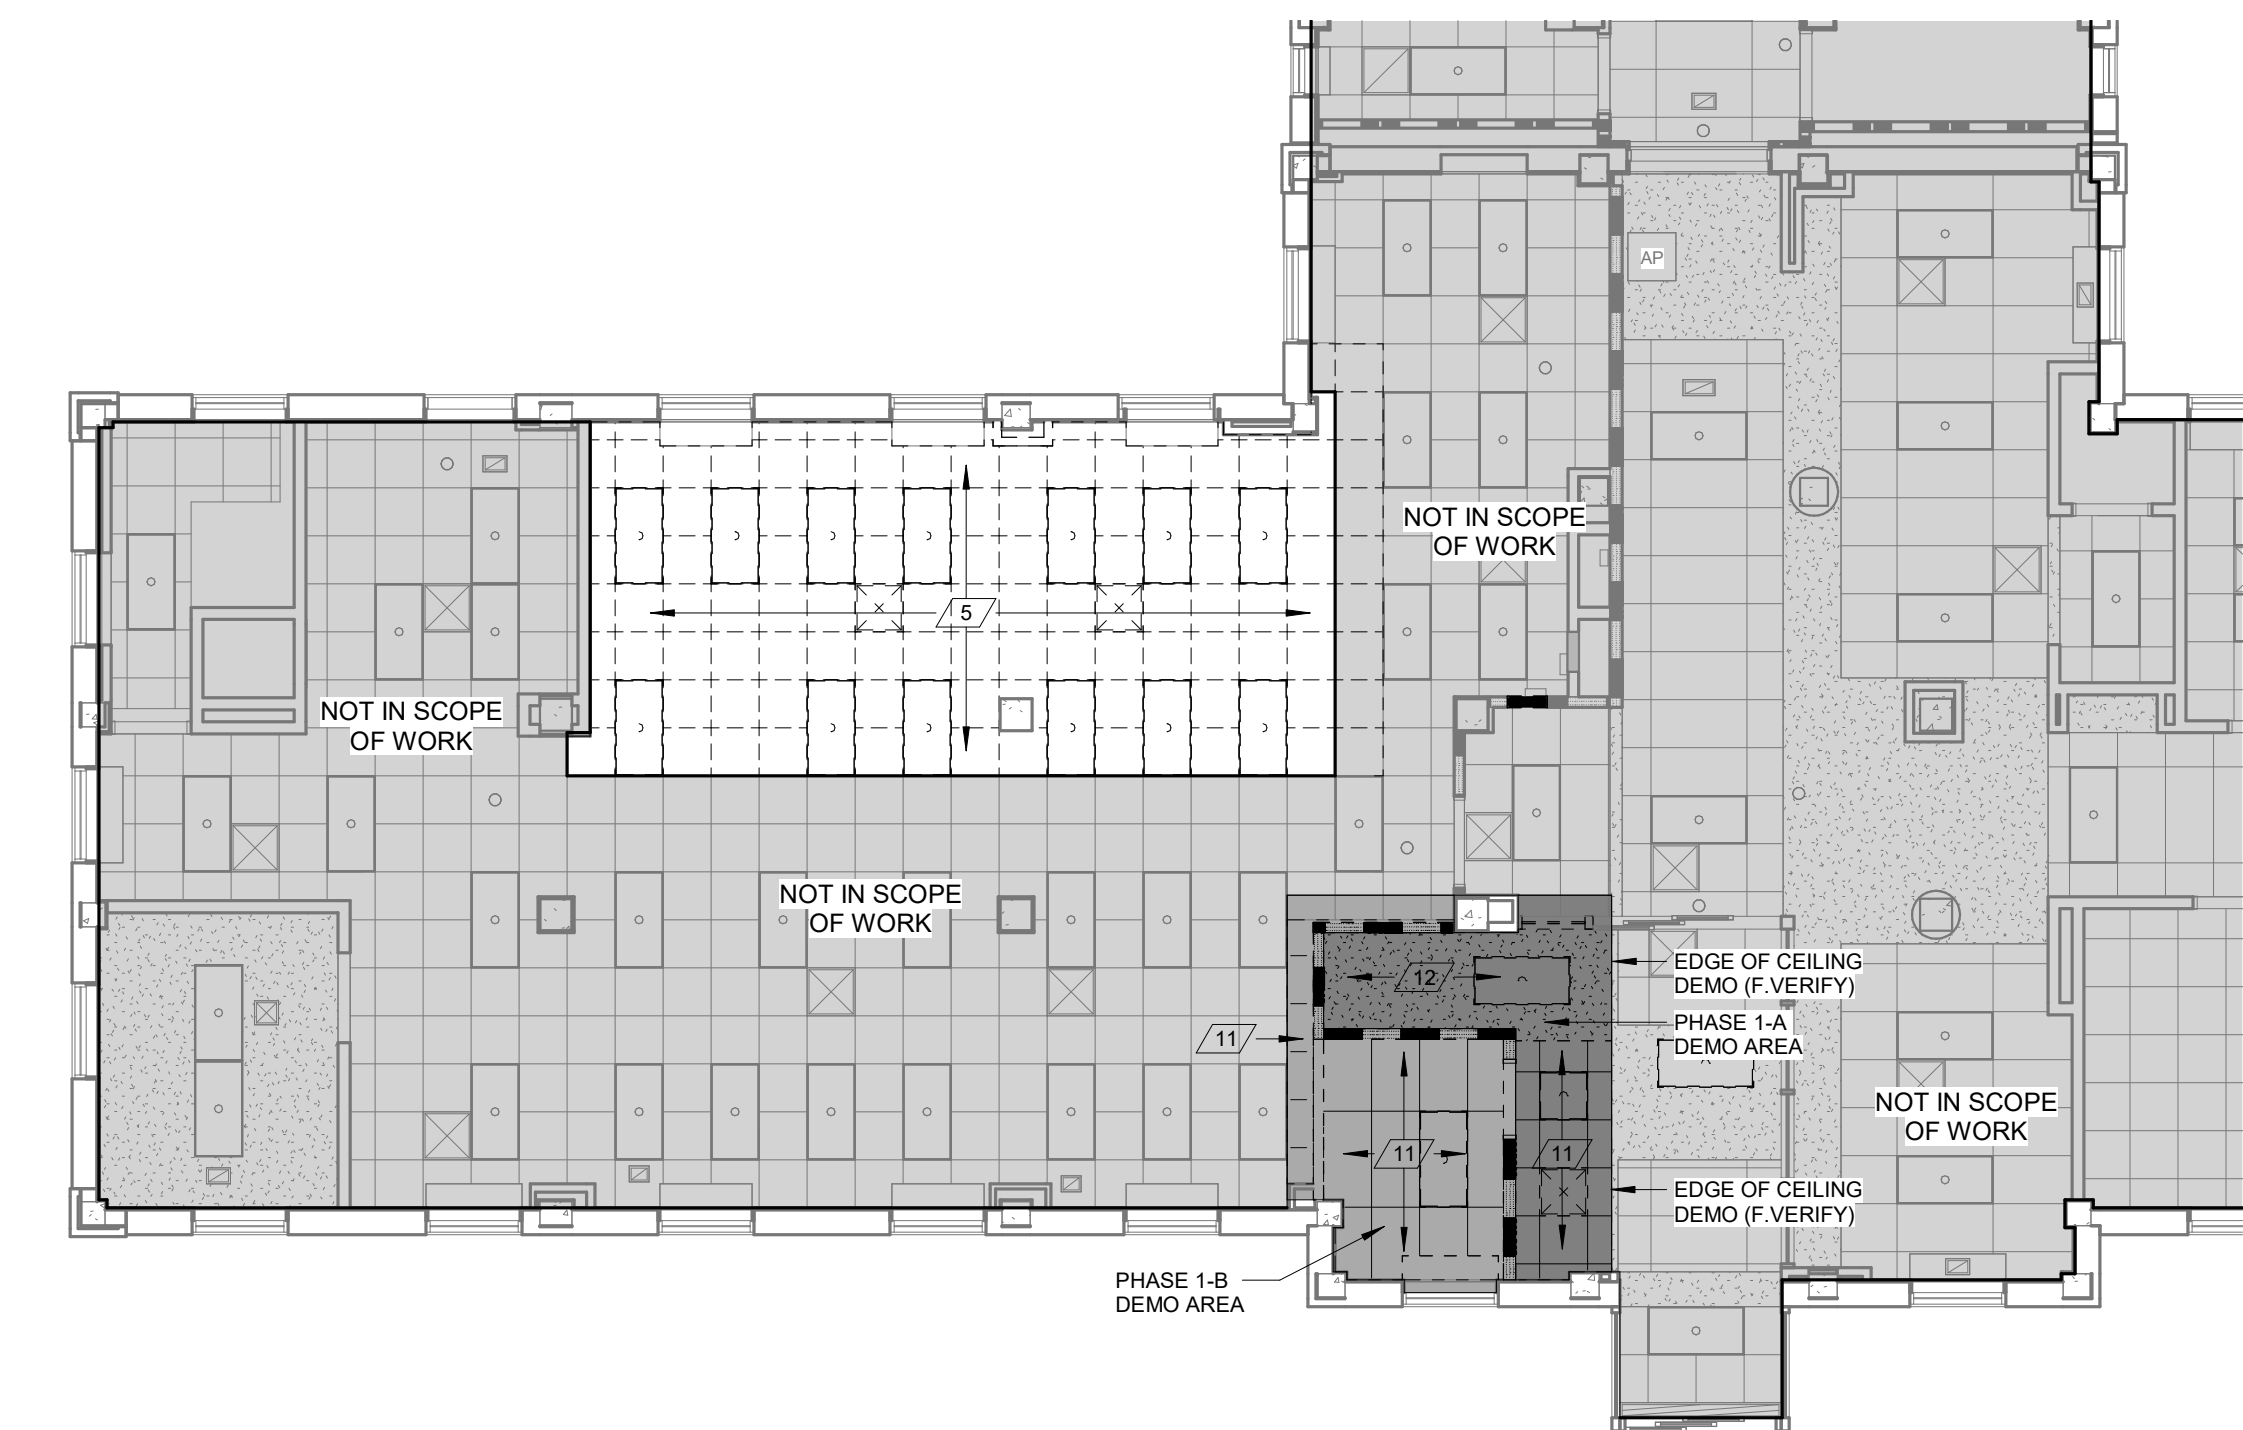 AP
NOT IN SCOPE
OF WORK
5
NOT IN SCOPE
OF WORK
NOT IN SCOPE
OF WORK
EDGE OF CEILING
DEMO (F.VERIFY)
12
PHASE 1-A
DEMO AREA
11
NOT IN SCOPE
OF WORK
11
11
EDGE OF CEILING
DEMO (F.VERIFY)
PHASE 1-B
DEMO AREA